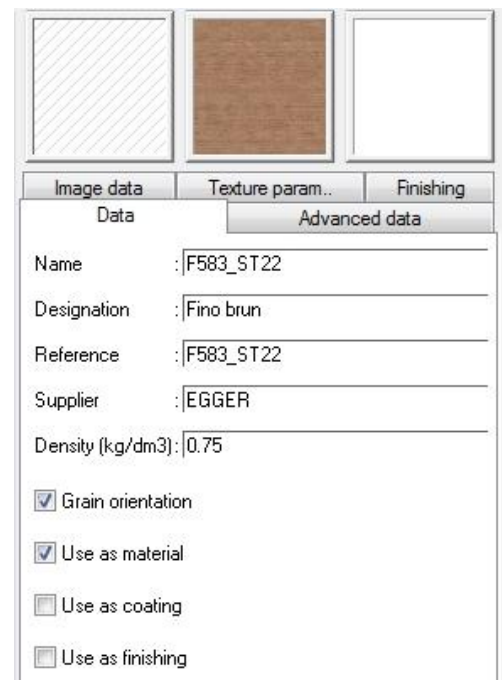 Image data Texture param.. Finishing
Data Advanced data
Name : F583_ST22
Designation : Fino brun
Reference : F583_ST22
Supplier : EGGER
Density (kg/dm3) : 0.75
Grain orientation
Use as material
Use as coating
Use as finishing